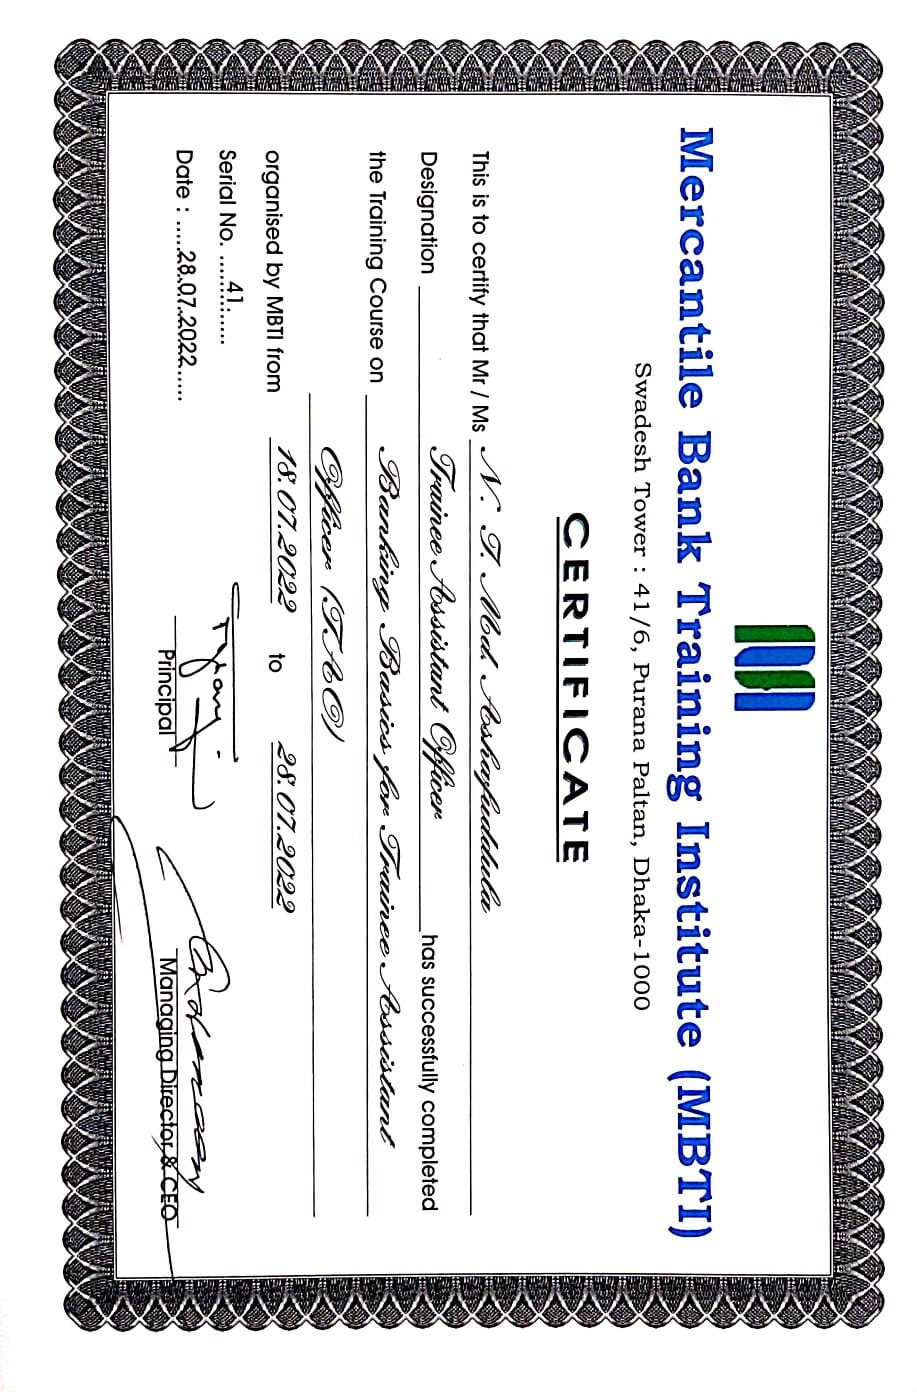 Mercantile Bank Training Institute (MBTI)
Swadesh Tower : 41/6, Purana Paltan, Dhaka-1000
CERTIFICATE
This is to certify that Mr / Ms N. T. Md. Ashafuddula
Designation Trainee Assistant Officer has successfully completed
the Training Course on Banking Basics for Trainee Assistant
Officer (TAO)
organised by MBTI from 18.07.2022 to 28.07.2022
Serial No. ....41......
Date : .....28.07.2022.....
Principal
Managing Director & CEO